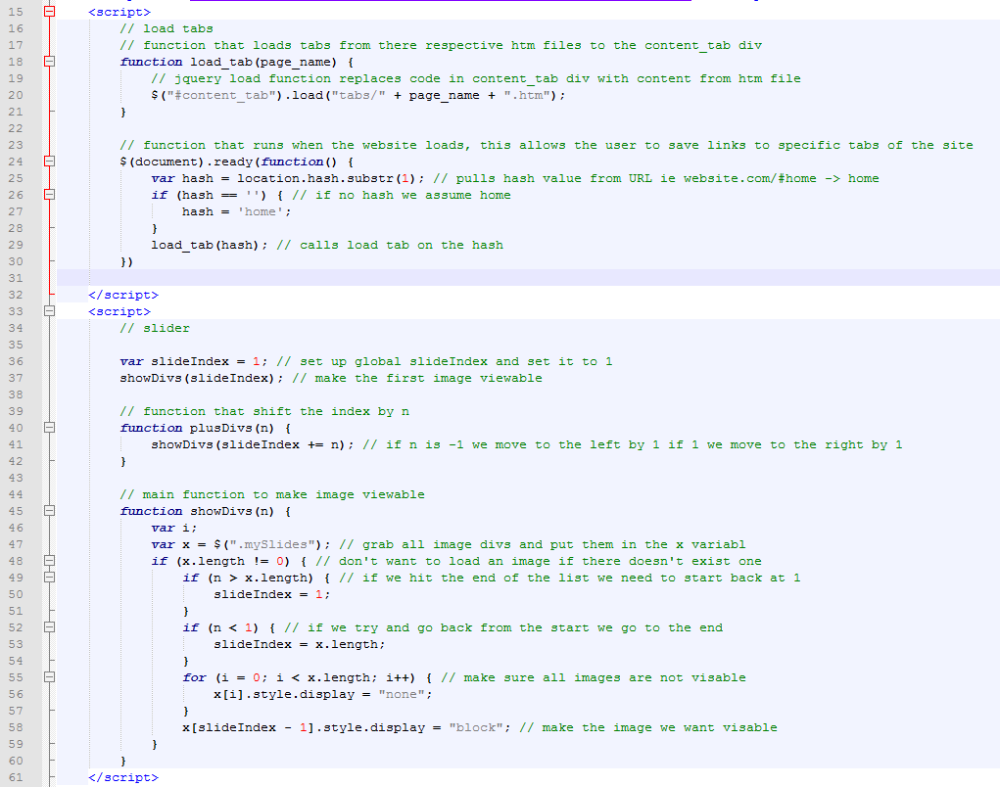 15 <script>
16 // load tabs
17 // function that loads tabs from there respective htm files to the content_tab div
18 function load_tab(page_name) {
19 // jquery load function replaces code in content_tab div with content from htm file
20 $("#content_tab").load("tabs/" + page_name + ".htm");
21 }
22
23 // function that runs when the website loads, this allows the user to save links to specific tabs of the site
24 $(document).ready(function() {
25 var hash = location.hash.substr(1); // pulls hash value from URL ie website.com/#home -> home
26 if (hash == '') { // if no hash we assume home
27 hash = 'home';
28 }
29 load_tab(hash); // calls load tab on the hash
30 })
31
32 </script>
33 <script>
34 // slider
35
36 var slideIndex = 1; // set up global slideIndex and set it to 1
37 showDivs(slideIndex); // make the first image viewable
38
39 // function that shift the index by n
40 function plusDivs(n) {
41 showDivs(slideIndex += n); // if n is -1 we move to the left by 1 if 1 we move to the right by 1
42 }
43
44 // main function to make image viewable
45 function showDivs(n) {
46 var i;
47 var x = $(".mySlides"); // grab all image divs and put them in the x variabl
48 if (x.length != 0) { // don't want to load an image if there doesn't exist one
49 if (n > x.length) { // if we hit the end of the list we need to start back at 1
50 slideIndex = 1;
51 }
52 if (n < 1) { // if we try and go back from the start we go to the end
53 slideIndex = x.length;
54 }
55 for (i = 0; i < x.length; i++) { // make sure all images are not visable
56 x[i].style.display = "none";
57 }
58 x[slideIndex - 1].style.display = "block"; // make the image we want visable
59 }
60 }
61 </script>